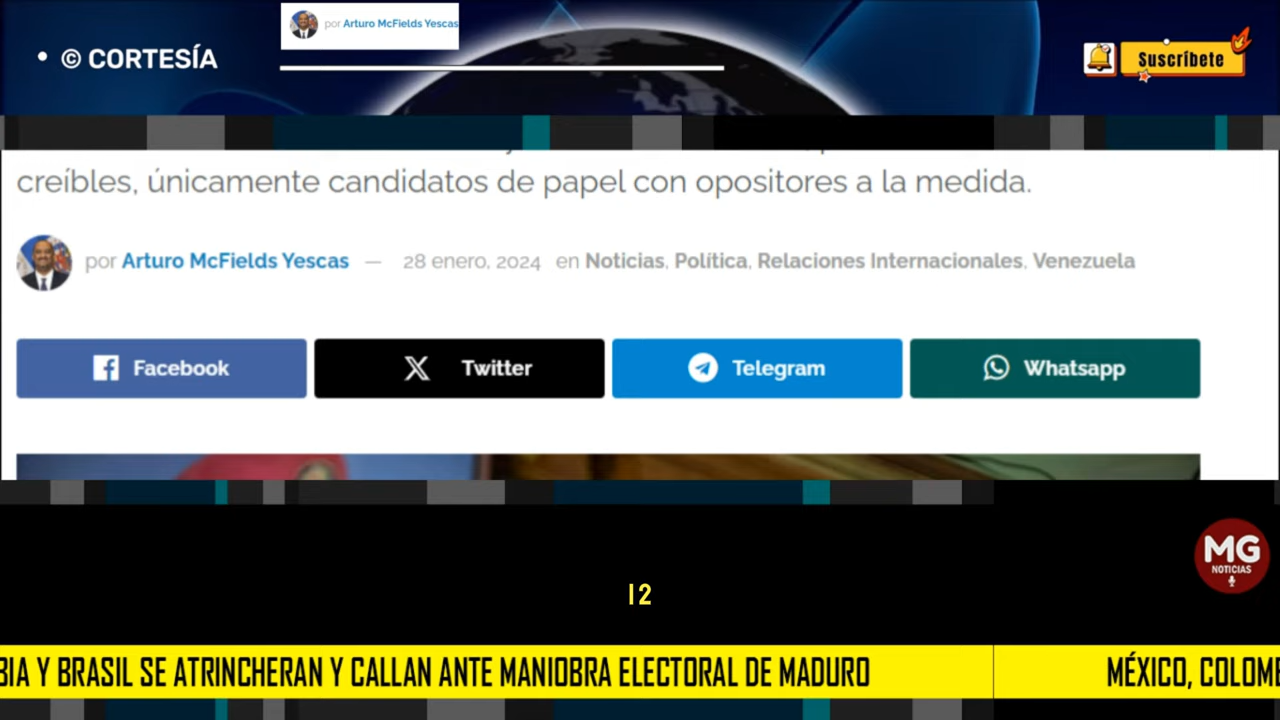 por Arturo McFields Yescas
• © CORTESÍA
Suscríbete
creíbles, únicamente candidatos de papel con opositores a la medida.
por Arturo McFields Yescas — 28 enero, 2024 en Noticias, Política, Relaciones Internacionales, Venezuela
Facebook
Twitter
Telegram
Whatsapp
MG
NOTICIAS
12
BIA Y BRASIL SE ATRINCHERAN Y CALLAN ANTE MANIOBRA ELECTORAL DE MADURO
MÉXICO, COLOM